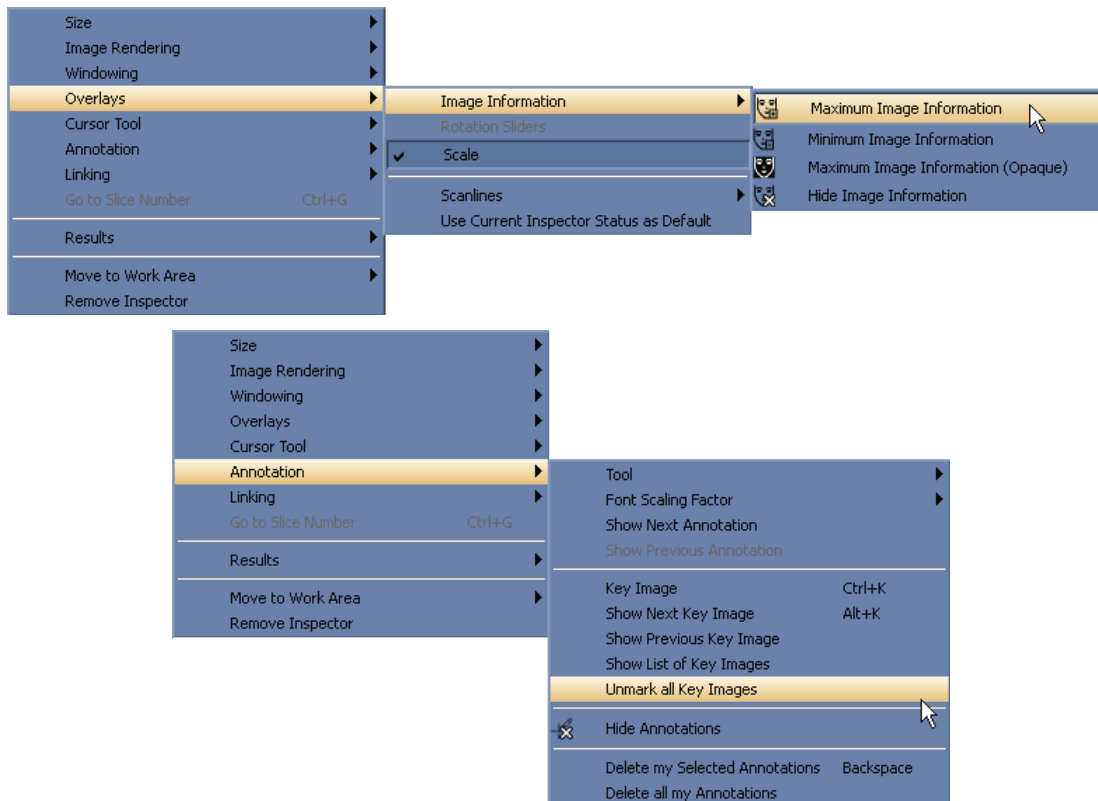 Size
Image Rendering
Windowing
Overlays
Cursor Tool
Annotation
Linking
Go to Slice Number Ctrl+G
Results
Move to Work Area
Remove Inspector
Image Information
Rotation Sliders
Scale
Scanlines
Use Current Inspector Status as Default
Maximum Image Information
Minimum Image Information
Maximum Image Information (Opaque)
Hide Image Information
Size
Image Rendering
Windowing
Overlays
Cursor Tool
Annotation
Linking
Go to Slice Number Ctrl+G
Results
Move to Work Area
Remove Inspector
Tool
Font Scaling Factor
Show Next Annotation
Show Previous Annotation
Key Image Ctrl+K
Show Next Key Image Alt+K
Show Previous Key Image
Show List of Key Images
Unmark all Key Images
Hide Annotations
Delete my Selected Annotations Backspace
Delete all my Annotations